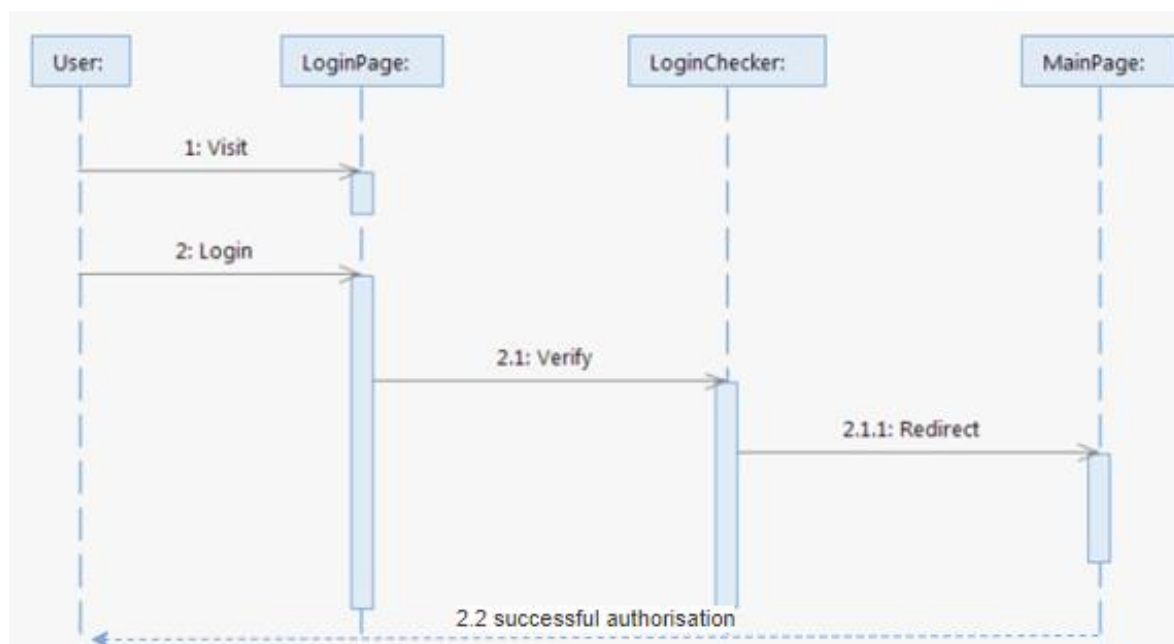 User:
LoginPage:
LoginChecker:
MainPage:
1: Visit
2: Login
2.1: Verify
2.1.1: Redirect
2.2 successful authorisation